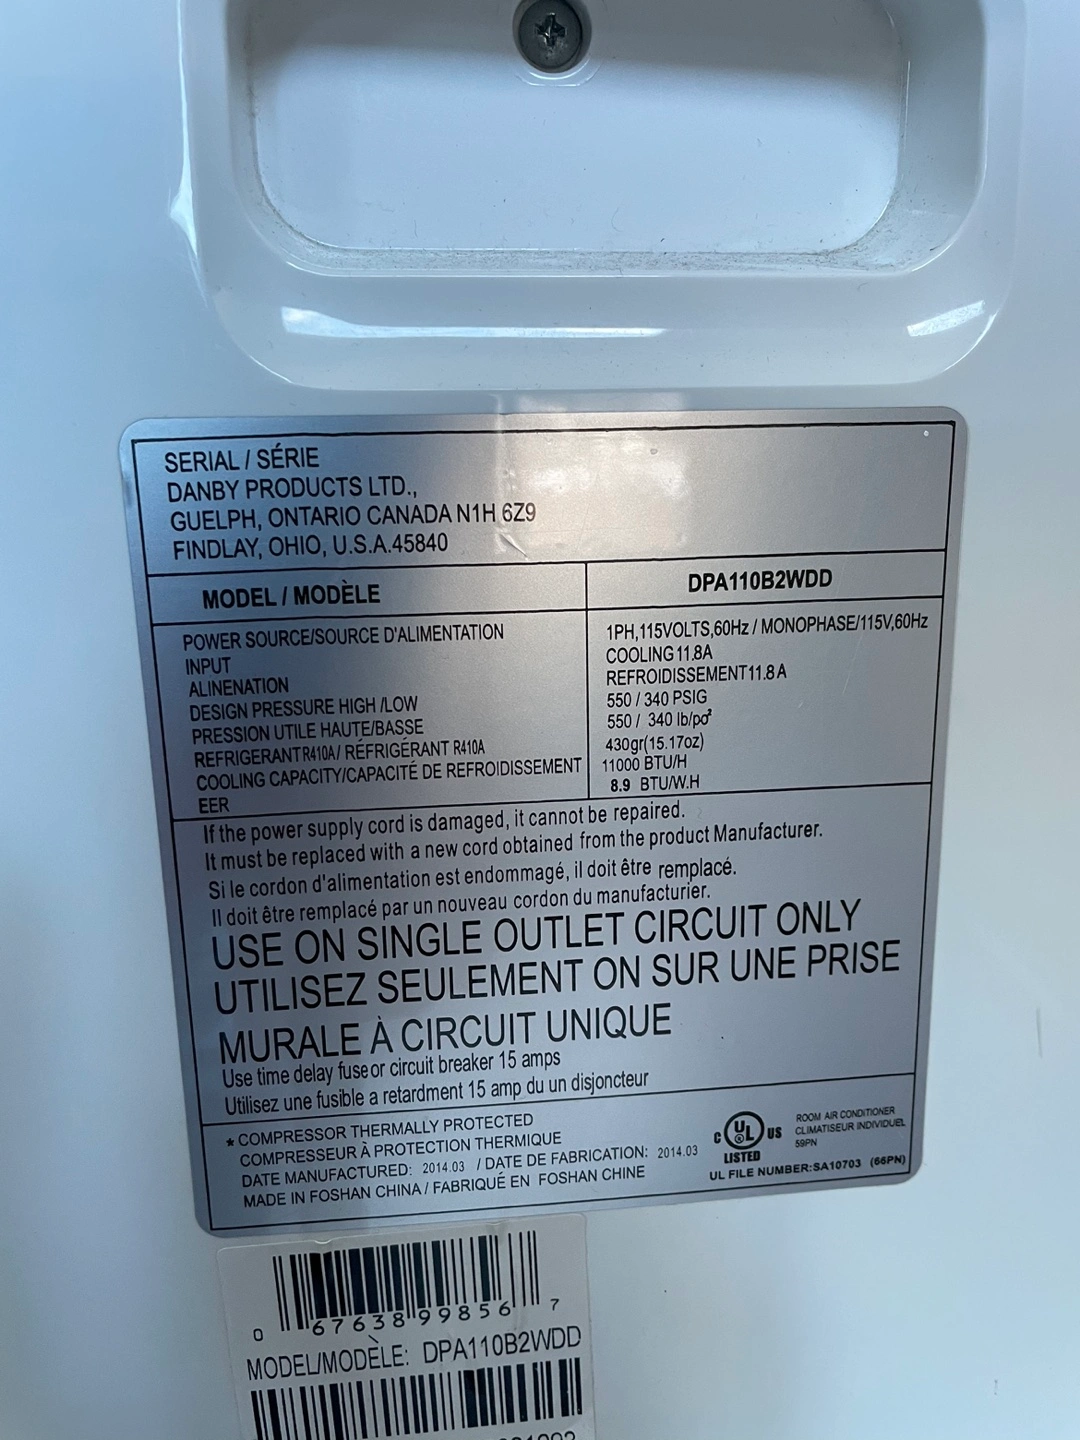 SERIAL / SÉRIE
DANBY PRODUCTS LTD.,
GUELPH, ONTARIO CANADA N1H 6Z9
FINDLAY, OHIO, U.S.A.45840
MODEL / MODÈLE DPA110B2WDD
POWER SOURCE/SOURCE D'ALIMENTATION 1PH,115VOLTS,60Hz / MONOPHASE/115V,60Hz
INPUT COOLING 11.8A
ALINENATION REFROIDISSEMENT 11.8 A
DESIGN PRESSURE HIGH /LOW 550 / 340 PSIG
PRESSION UTILE HAUTE/BASSE 550 / 340 lb/po²
REFRIGERANT R410A/ RÉFRIGÉRANT R410A 430gr(15.17oz)
COOLING CAPACITY/CAPACITÉ DE REFROIDISSEMENT 11000 BTU/H
EER 8.9 BTU/W.H
If the power supply cord is damaged, it cannot be repaired.
It must be replaced with a new cord obtained from the product Manufacturer.
Si le cordon d'alimentation est endommagé, il doit être remplacé.
Il doit être remplacé par un nouveau cordon du manufacturier.
USE ON SINGLE OUTLET CIRCUIT ONLY
UTILISEZ SEULEMENT ON SUR UNE PRISE
MURALE À CIRCUIT UNIQUE
Use time delay fuse or circuit breaker 15 amps
Utilisez une fusible a retardment 15 amp du un disjoncteur
* COMPRESSOR THERMALLY PROTECTED
COMPRESSEUR À PROTECTION THERMIQUE
DATE MANUFACTURED: 2014.03 / DATE DE FABRICATION: 2014.03
MADE IN FOSHAN CHINA / FABRIQUÉ EN FOSHAN CHINE
C UL US
LISTED
ROOM AIR CONDITIONER
CLIMATISEUR INDIVIDUEL
59PN
UL FILE NUMBER:SA10703 (66PN)
0 67638 99856 7
MODEL/MODÈLE: DPA110B2WDD